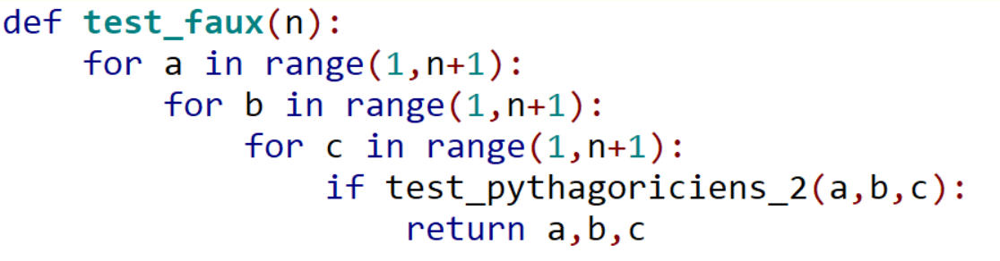 def test_faux(n):
    for a in range(1,n+1):
        for b in range(1,n+1):
            for c in range(1,n+1):
                if test_pythagoriciens_2(a,b,c):
                    return a,b,c